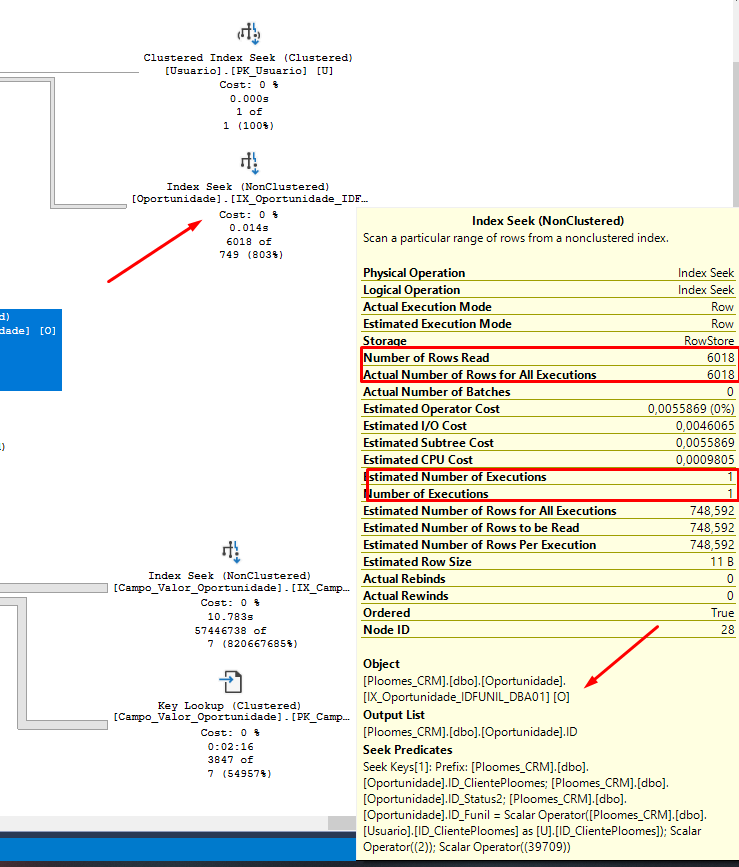 Clustered Index Seek (Clustered)
[Usuario].[PK_Usuario] [U]
Cost: 0 %
0.000s
1 of
1 (100%)
Index Seek (NonClustered)
[Oportunidade].[IX_Oportunidade_IDF…
Cost: 0 %
0.014s
6018 of
749 (803%)
d)
dade] [O]
)
Index Seek (NonClustered)
[Campo_Valor_Oportunidade].[IX_Camp…
Cost: 0 %
10.783s
57446738 of
7 (820667685%)
Key Lookup (Clustered)
[Campo_Valor_Oportunidade].[PK_Camp…
Cost: 0 %
0:02:16
3847 of
7 (54957%)
Index Seek (NonClustered)
Scan a particular range of rows from a nonclustered index.
Physical Operation Index Seek
Logical Operation Index Seek
Actual Execution Mode Row
Estimated Execution Mode Row
Storage RowStore
Number of Rows Read 6018
Actual Number of Rows for All Executions 6018
Actual Number of Batches 0
Estimated Operator Cost 0,0055869 (0%)
Estimated I/O Cost 0,0046065
Estimated Subtree Cost 0,0055869
Estimated CPU Cost 0,0009805
Estimated Number of Executions 1
Number of Executions 1
Estimated Number of Rows for All Executions 748,592
Estimated Number of Rows to be Read 748,592
Estimated Number of Rows Per Execution 748,592
Estimated Row Size 11 B
Actual Rebinds 0
Actual Rewinds 0
Ordered True
Node ID 28
Object
[Ploomes_CRM].[dbo].[Oportunidade].
[IX_Oportunidade_IDFUNIL_DBA01] [O]
Output List
[Ploomes_CRM].[dbo].[Oportunidade].ID
Seek Predicates
Seek Keys[1]: Prefix: [Ploomes_CRM].[dbo].
[Oportunidade].ID_ClientePloomes; [Ploomes_CRM].[dbo].
[Oportunidade].ID_Status2; [Ploomes_CRM].[dbo].
[Oportunidade].ID_Funil = Scalar Operator([Ploomes_CRM].[dbo].
[Usuario].[ID_ClientePloomes] as [U].[ID_ClientePloomes]); Scalar
Operator((2)); Scalar Operator((39709))